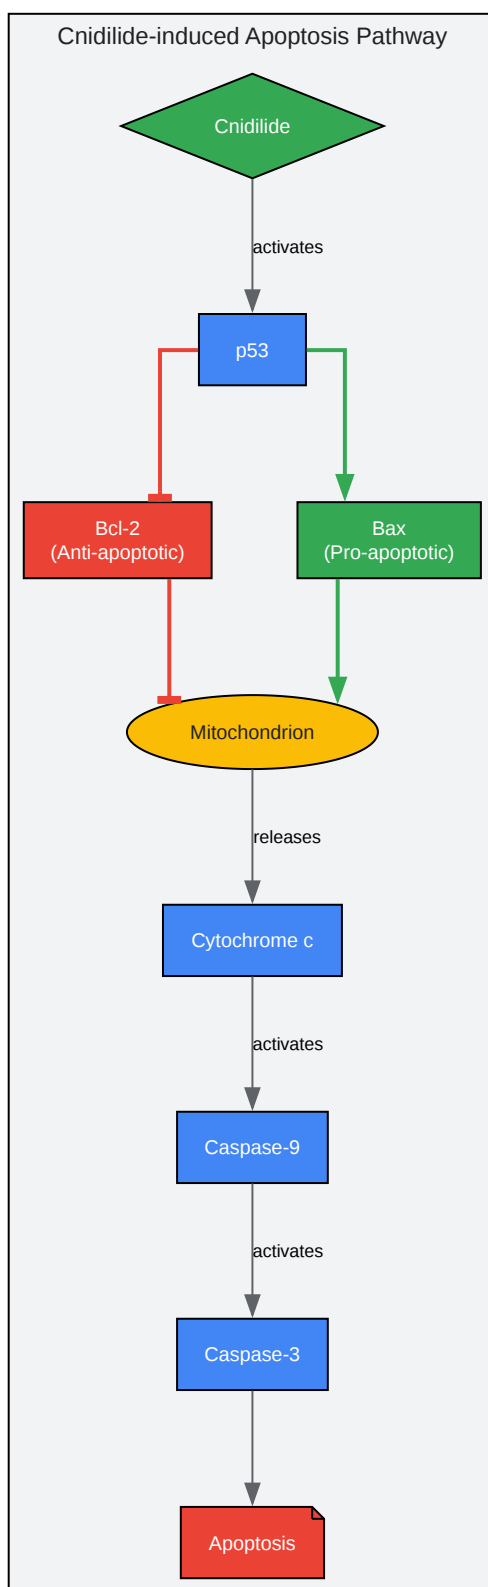 Cnidilide-induced Apoptosis Pathway
Cnidilide
activates
p53
Bcl-2
(Anti-apoptotic)
Bax
(Pro-apoptotic)
Mitochondrion
releases
Cytochrome c
activates
Caspase-9
activates
Caspase-3
Apoptosis